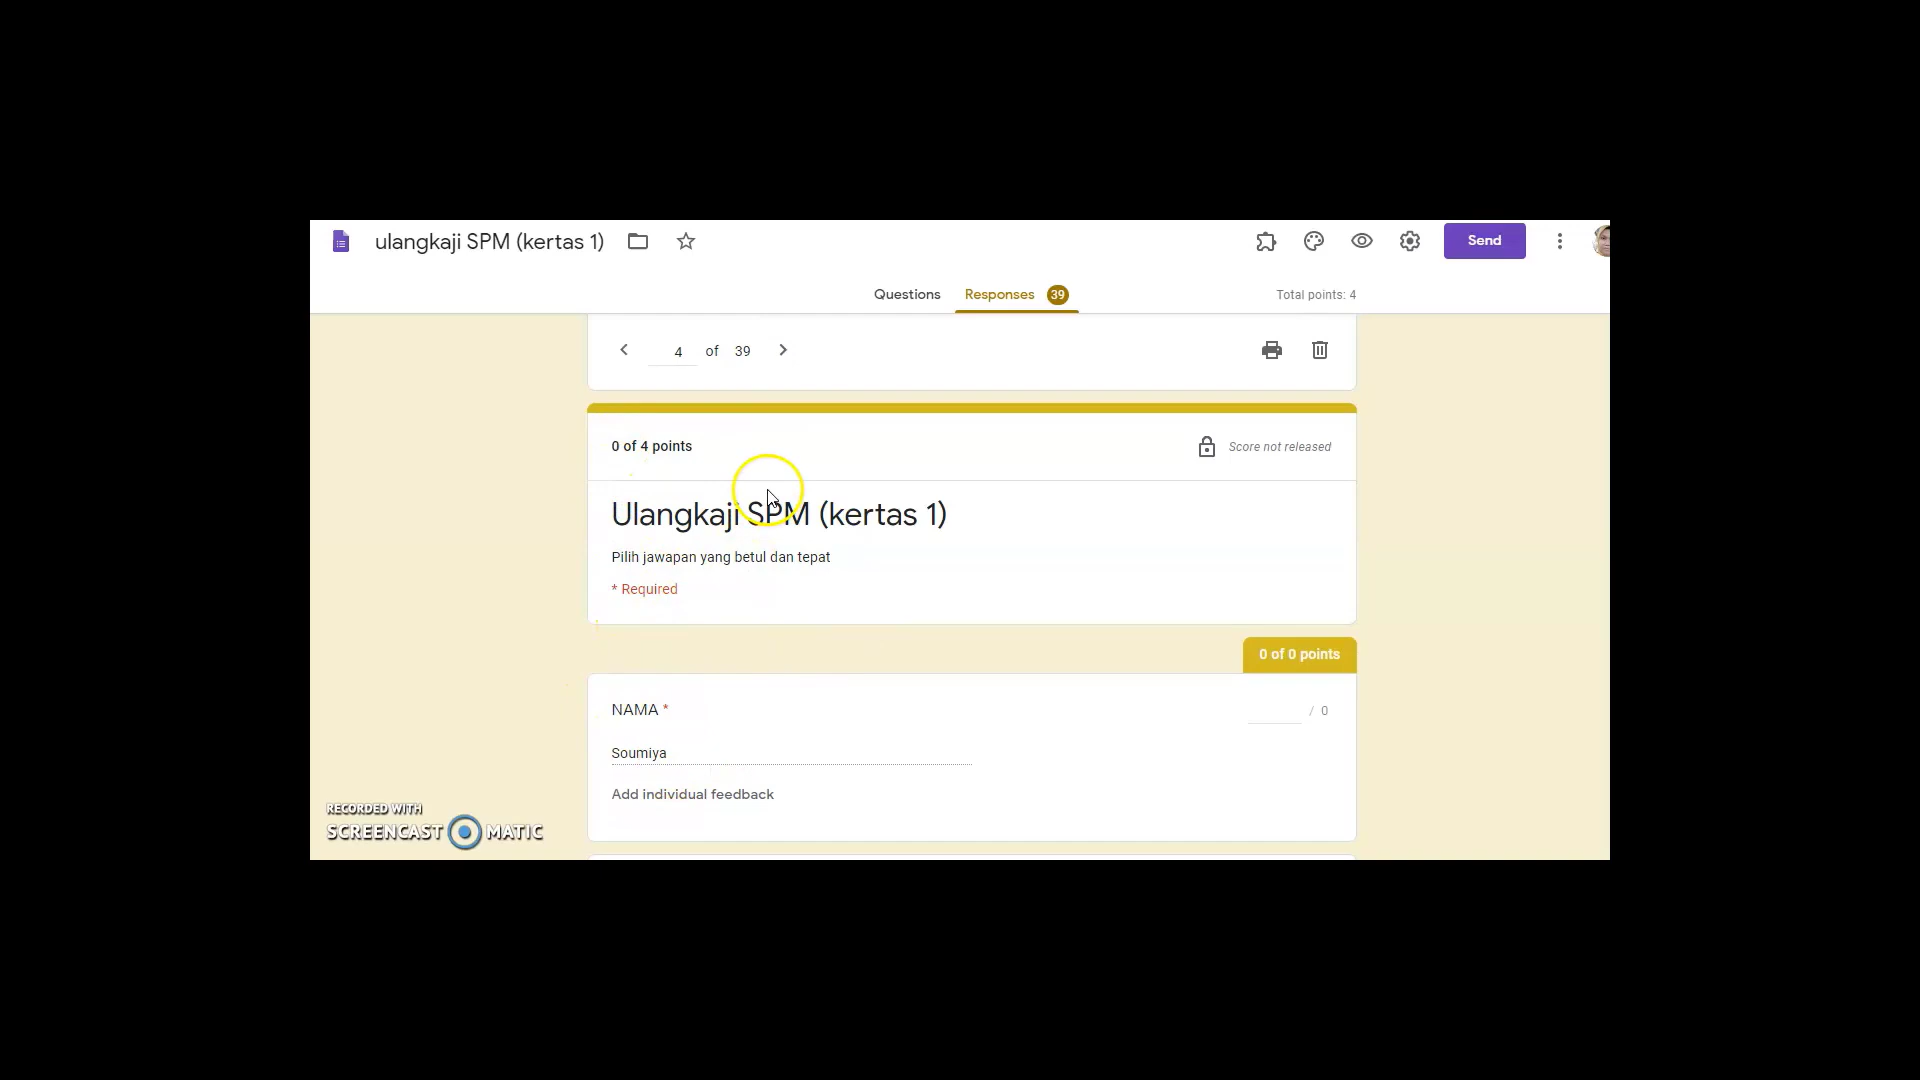 ulangkaji SPM (kertas 1)
Send
Questions
Responses 39
Total points: 4
4 of 39
0 of 4 points
Score not released
Ulangkaji SPM (kertas 1)
Pilih jawapan yang betul dan tepat
* Required
0 of 0 points
NAMA *
/ 0
Soumiya
Add individual feedback
RECORDED WITH
SCREENCAST MATIC